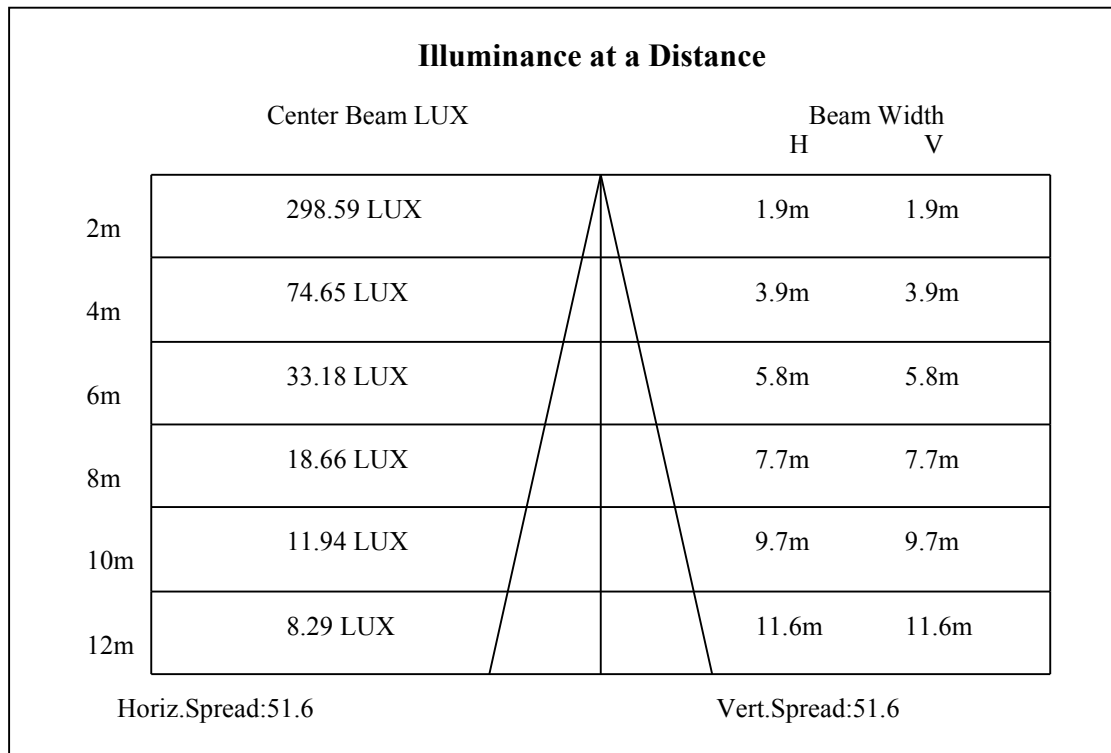 Illuminance at a Distance
Center Beam LUX Beam Width
H V
2m 298.59 LUX 1.9m 1.9m
4m 74.65 LUX 3.9m 3.9m
6m 33.18 LUX 5.8m 5.8m
8m 18.66 LUX 7.7m 7.7m
10m 11.94 LUX 9.7m 9.7m
12m 8.29 LUX 11.6m 11.6m
Horiz.Spread:51.6 Vert.Spread:51.6